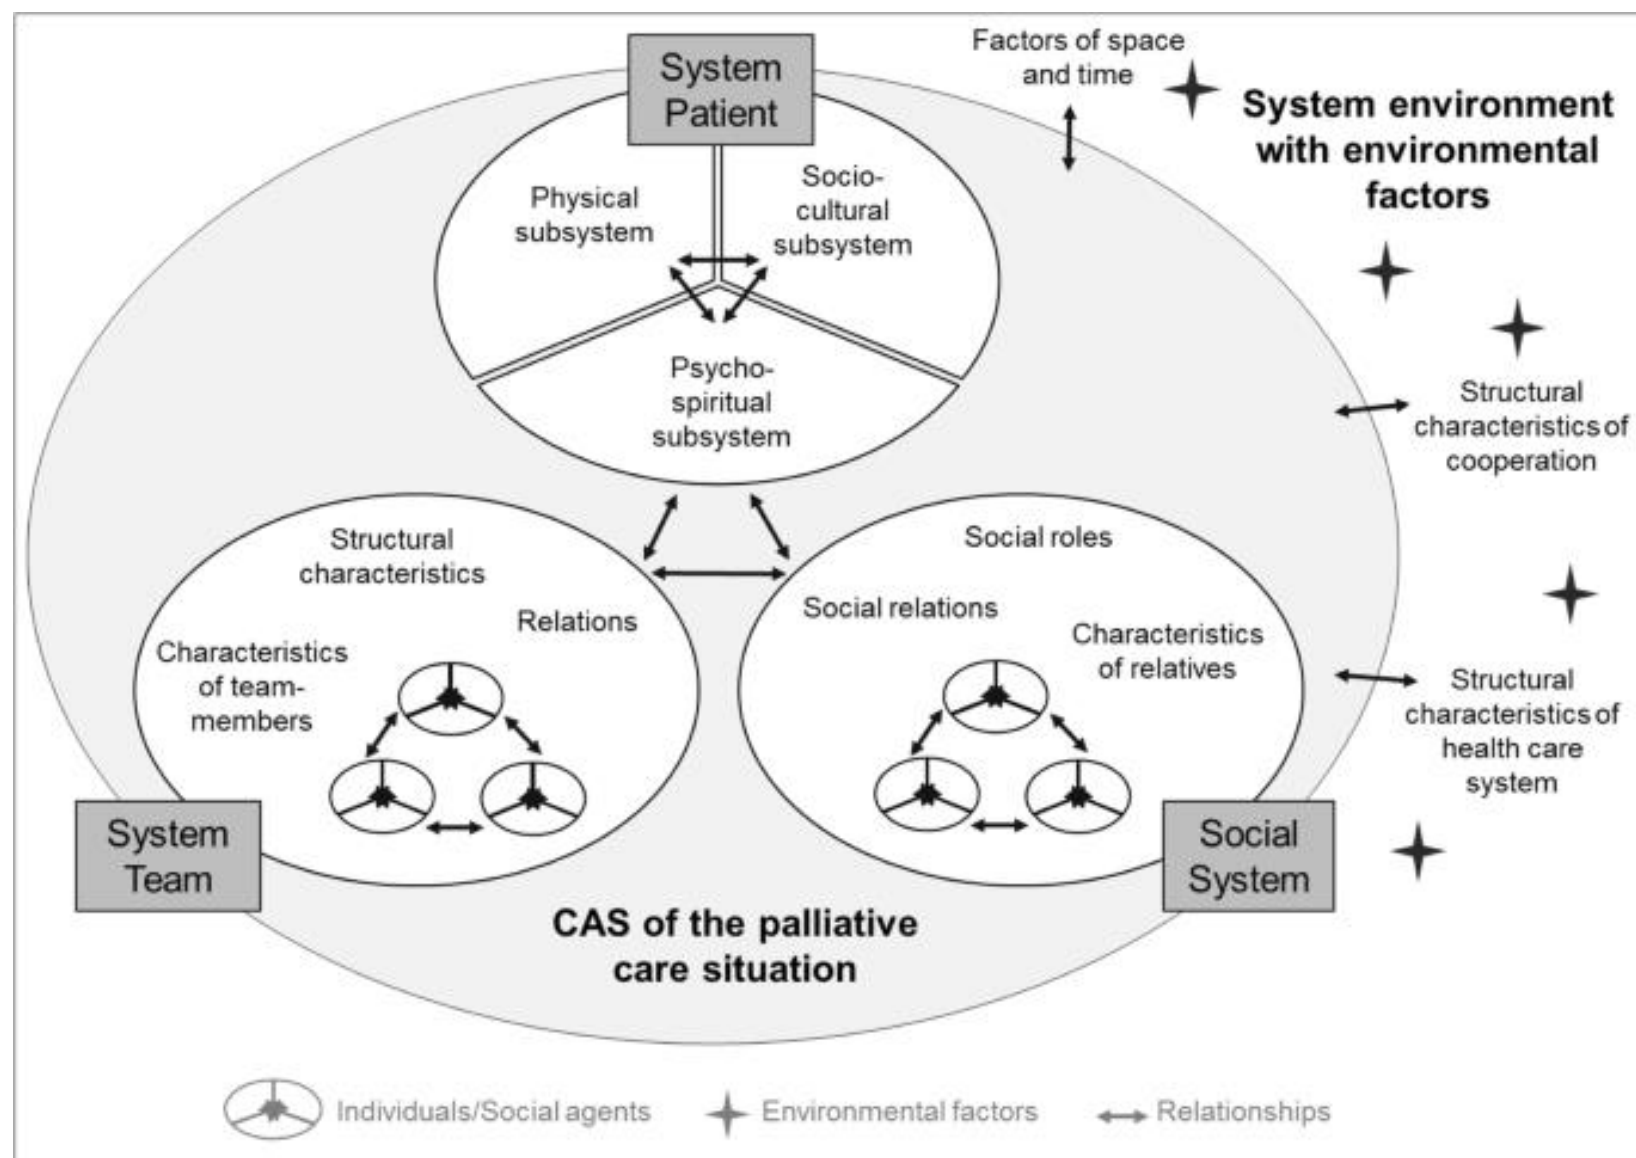 System
Patient
Factors of space
and time
System environment
with environmental
factors
Physical
subsystem
Socio-
cultural
subsystem
Psycho-
spiritual
subsystem
Structural
characteristics of
cooperation
Structural
characteristics
Relations
Characteristics
of team-
members
Social roles
Social relations
Characteristics
of relatives
Structural
characteristics of
health care
system
System
Team
Social
System
CAS of the palliative
care situation
Individuals/Social agents
Environmental factors
Relationships